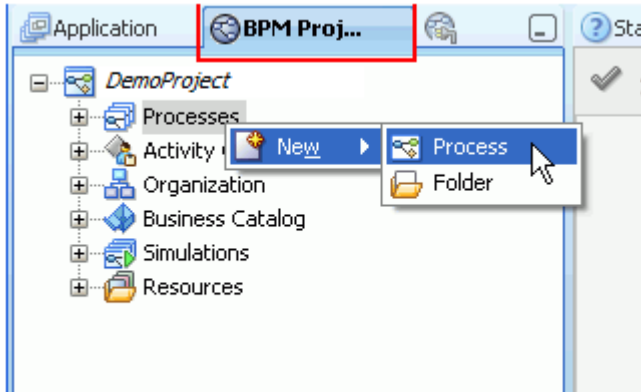 Application
BPM Proj...
Sta
DemoProject
Processes
New
Process
Activity
Folder
Organization
Business Catalog
Simulations
Resources